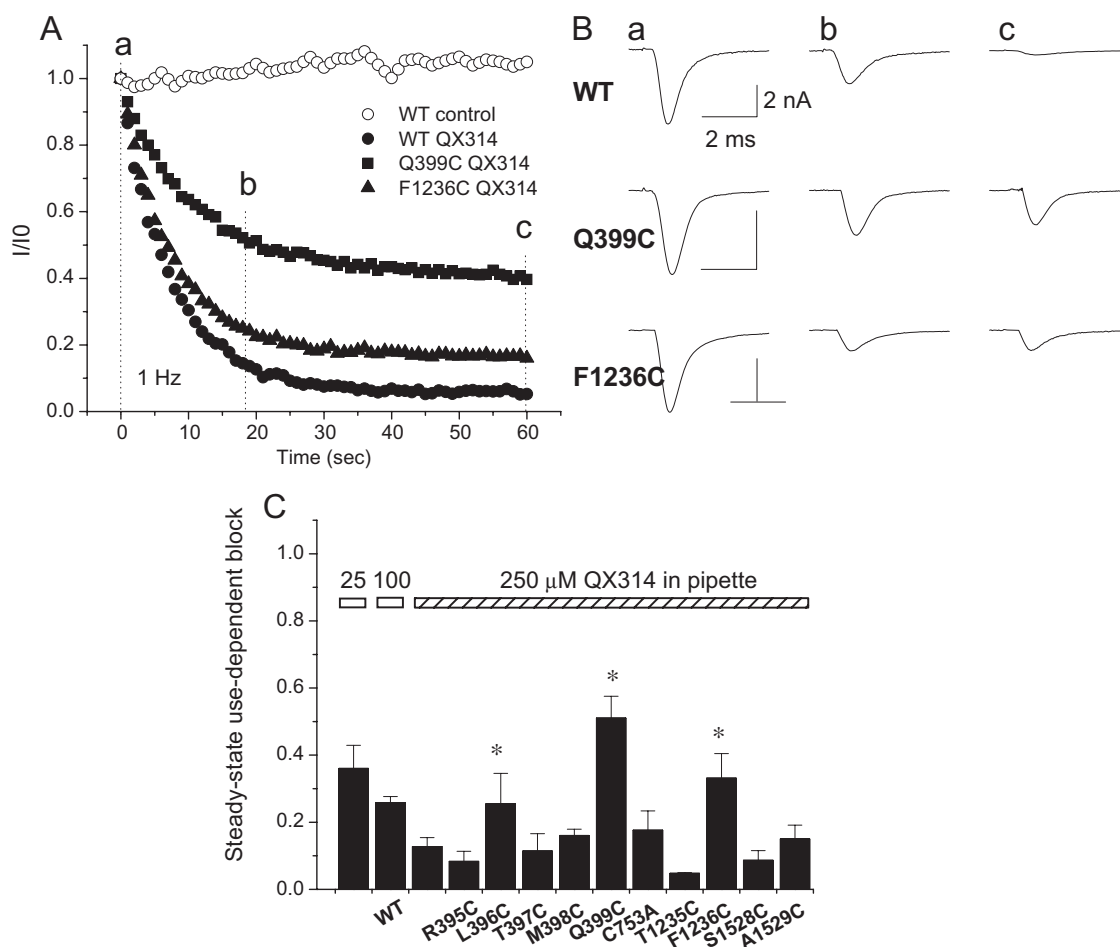 A
a
b
c
I/I0
1.0
0.8
0.6
0.4
0.2
0.0
WT control
WT QX314
Q399C QX314
F1236C QX314
1 Hz
0 10 20 30 40 50 60
Time (sec)
B
a b c
WT
2 nA
2 ms
Q399C
F1236C
C
Steady-state use-dependent block
1.0
0.8
0.6
0.4
0.2
0.0
25 100 250 μM QX314 in pipette
* * *
WT R395C L396C T397C M398C Q399C C753A T1235C F1236C S1528C A1529C